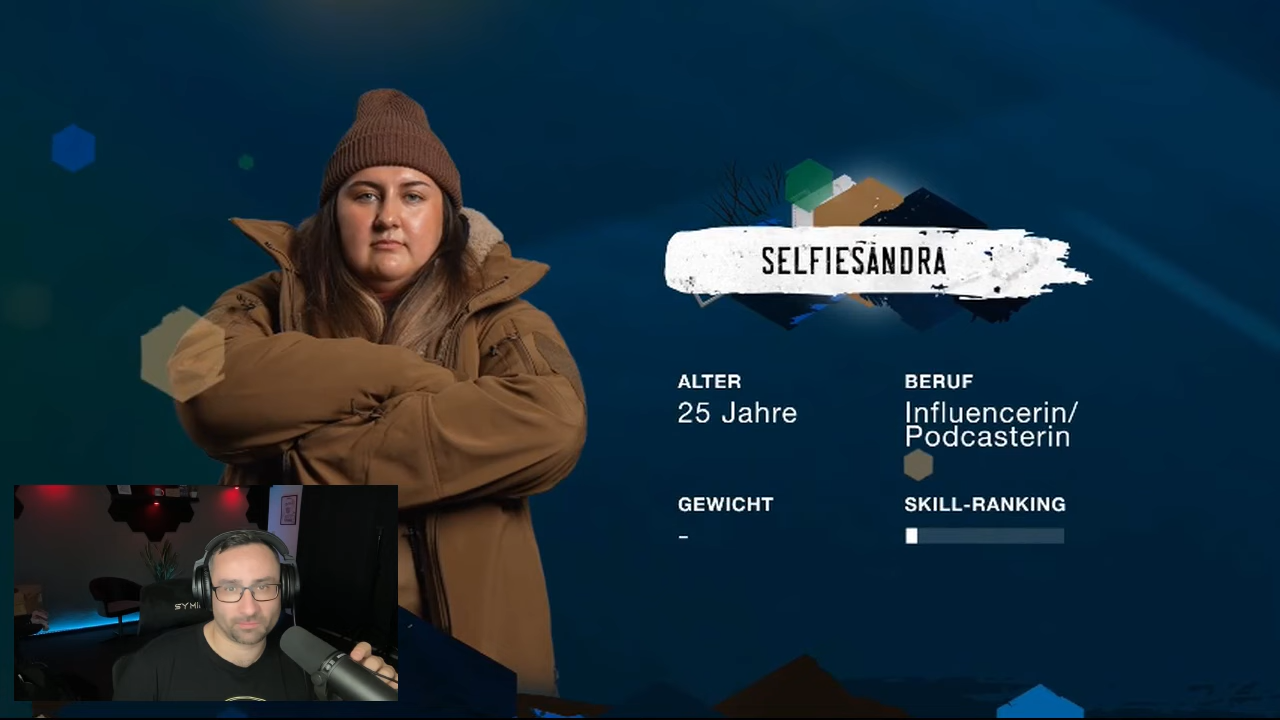 SELFIESANDRA
ALTER
25 Jahre
BERUF
Influencerin/
Podcasterin
GEWICHT
-
SKILL-RANKING